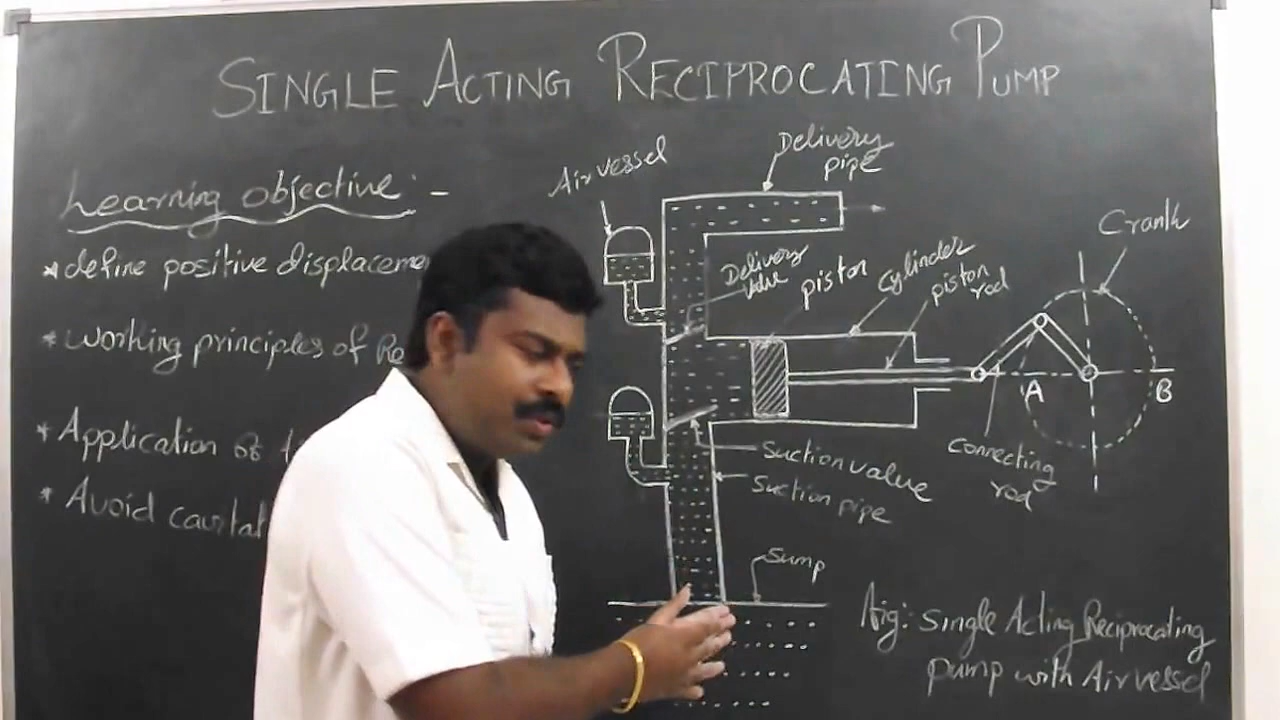 SINGLE ACTING RECIPROCATING PUMP
Learning objective: -
* define positive displaceme
* working principles of Re
* Application of
* Avoid cavitat
Air vessel
Delivery
pipe
Delivery
valve
piston
cylinder
piston
rod
Crank
A
B
connecting
rod
Suction valve
Suction pipe
Sump
Fig: Single Acting Reciprocating
pump with Air vessel